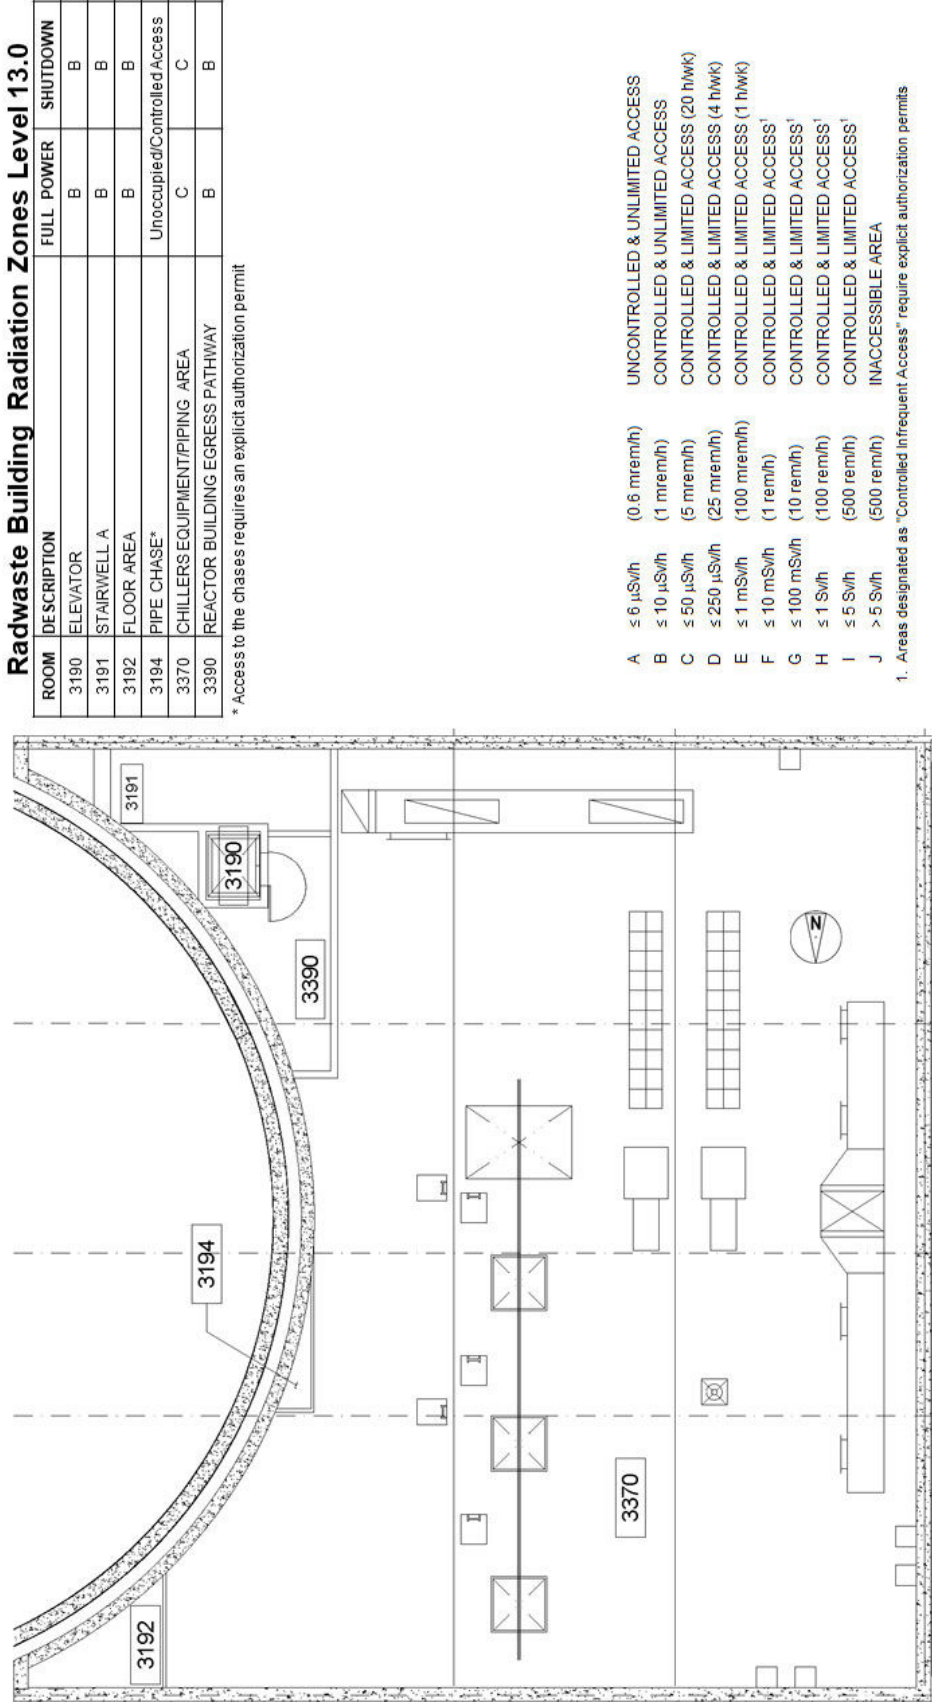 Radwaste Building Radiation Zones Level 13.0
ROOM DESCRIPTION FULL POWER SHUTDOWN
3190 ELEVATOR B B
3191 STAIRWELL A B B
3192 FLOOR AREA B B
3194 PIPE CHASE* Unoccupied/Controlled Access
3370 CHILLERS EQUIPMENT/PIPING AREA C C
3390 REACTOR BUILDING EGRESS PATHWAY B B
* Access to the chases requires an explicit authorization permit
A ≤ 6 µSv/h (0.6 mrem/h) UNCONTROLLED & UNLIMITED ACCESS
B ≤ 10 µSv/h (1 mrem/h) CONTROLLED & UNLIMITED ACCESS
C ≤ 50 µSv/h (5 mrem/h) CONTROLLED & LIMITED ACCESS (20 h/wk)
D ≤ 250 µSv/h (25 mrem/h) CONTROLLED & LIMITED ACCESS (4 h/wk)
E ≤ 1 mSv/h (100 mrem/h) CONTROLLED & LIMITED ACCESS (1 h/wk)
F ≤ 10 mSv/h (1 rem/h) CONTROLLED & LIMITED ACCESS¹
G ≤ 100 mSv/h (10 rem/h) CONTROLLED & LIMITED ACCESS¹
H ≤ 1 Sv/h (100 rem/h) CONTROLLED & LIMITED ACCESS¹
I ≤ 5 Sv/h (500 rem/h) CONTROLLED & LIMITED ACCESS¹
J > 5 Sv/h (500 rem/h) INACCESSIBLE AREA
1. Areas designated as "Controlled Infrequent Access" require explicit authorization permits
3191
3190
3390
3194
3192
3370
N